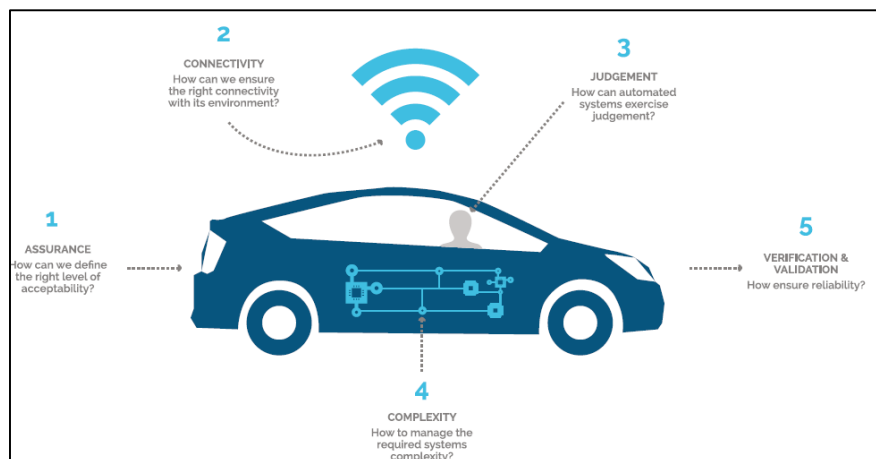 2
CONNECTIVITY
How can we ensure
the right connectivity
with its environment?
3
JUDGEMENT
How can automated
systems exercise
judgement?
1
ASSURANCE
How can we define
the right level of
acceptability?
5
VERIFICATION &
VALIDATION
How ensure reliability?
4
COMPLEXITY
How to manage the
required systems
complexity?